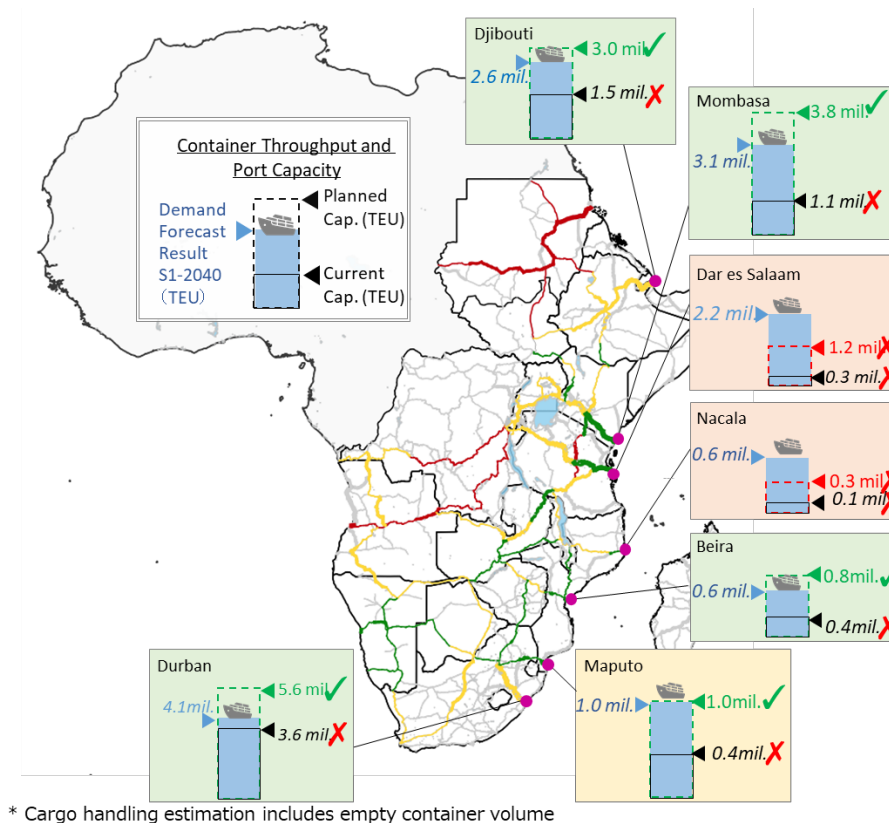 Djibouti
3.0 mil.
2.6 mil.
1.5 mil.
Mombasa
3.8 mil.
3.1 mil.
1.1 mil.
Container Throughput and
Port Capacity
Planned
Cap. (TEU)
Demand
Forecast
Result
S1-2040
(TEU)
Current
Cap. (TEU)
Dar es Salaam
2.2 mil.
1.2 mil.
0.3 mil.
Nacala
0.6 mil.
0.3 mil
0.1 mil
Beira
0.8mil.
0.6 mil.
0.4mil.
Durban
5.6 mil
4.1mil.
3.6 mil.
Maputo
1.0 mil.
1.0mil.
0.4mil.
* Cargo handling estimation includes empty container volume